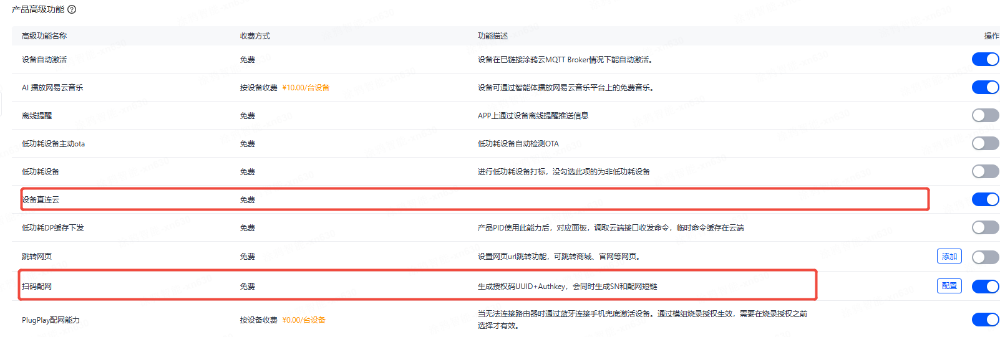 产品高级功能 ?
高级功能名称 收费方式 功能描述 操作
设备自动激活 免费 设备在已链接涂鸦云MQTT Broker情况下能自动激活。
AI 播放网易云音乐 按设备收费 ¥10.00/台设备 设备可通过智能体播放网易云音乐平台上的免费音乐。
离线提醒 免费 APP上通过设备离线提醒推送信息
低功耗设备主动ota 免费 低功耗设备自动检测OTA
低功耗设备 免费 进行低功耗设备打标，没勾选此项的为非低功耗设备
设备直连云 免费
低功耗DP缓存下发 免费 产品PID使用此能力后，对应面板，调取云端接口收发命令，临时命令缓存在云端
跳转网页 免费 设置网页url跳转功能，可跳转商城、官网等网页。 添加
扫码配网 免费 生成授权码UUID+Authkey，会同时生成SN和配网短链 配置
PlugPlay配网能力 按设备收费 ¥0.00/台设备 当无法连接路由器时通过蓝牙连接手机兜底激活设备。通过模组烧录授权生效，需要在烧录授权之前
选择才有效。